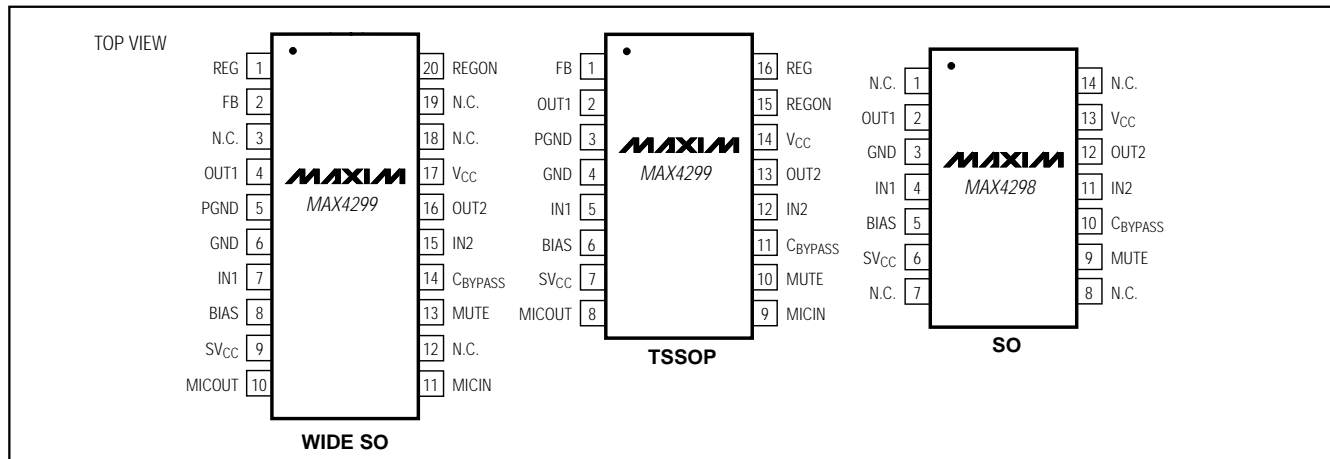 TOP VIEW
REG 1
FB 2
N.C. 3
OUT1 4
PGND 5
GND 6
IN1 7
BIAS 8
SVCC 9
MICOUT 10
MAXIM
MAX4299
20 REGON
19 N.C.
18 N.C.
17 VCC
16 OUT2
15 IN2
14 CBYPASS
13 MUTE
12 N.C.
11 MICIN
WIDE SO
FB 1
OUT1 2
PGND 3
GND 4
IN1 5
BIAS 6
SVCC 7
MICOUT 8
MAXIM
MAX4299
16 REG
15 REGON
14 VCC
13 OUT2
12 IN2
11 CBYPASS
10 MUTE
9 MICIN
TSSOP
N.C. 1
OUT1 2
GND 3
IN1 4
BIAS 5
SVCC 6
N.C. 7
MAXIM
MAX4298
14 N.C.
13 VCC
12 OUT2
11 IN2
10 CBYPASS
9 MUTE
8 N.C.
SO